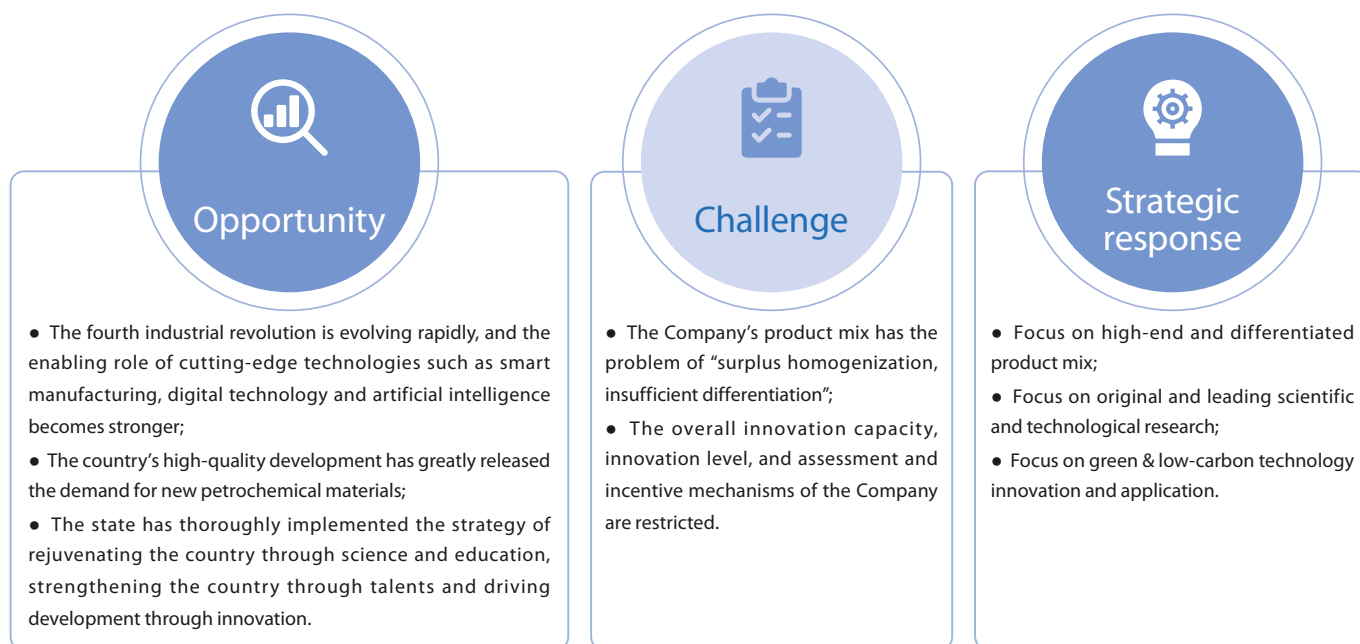 Opportunity
● The fourth industrial revolution is evolving rapidly, and the
enabling role of cutting-edge technologies such as smart
manufacturing, digital technology and artificial intelligence
becomes stronger;
● The country’s high-quality development has greatly released
the demand for new petrochemical materials;
● The state has thoroughly implemented the strategy of
rejuvenating the country through science and education,
strengthening the country through talents and driving
development through innovation.
Challenge
● The Company’s product mix has the
problem of “surplus homogenization,
insufficient differentiation”;
● The overall innovation capacity,
innovation level, and assessment and
incentive mechanisms of the Company
are restricted.
Strategic
response
● Focus on high-end and differentiated
product mix;
● Focus on original and leading scientific
and technological research;
● Focus on green & low-carbon technology
innovation and application.